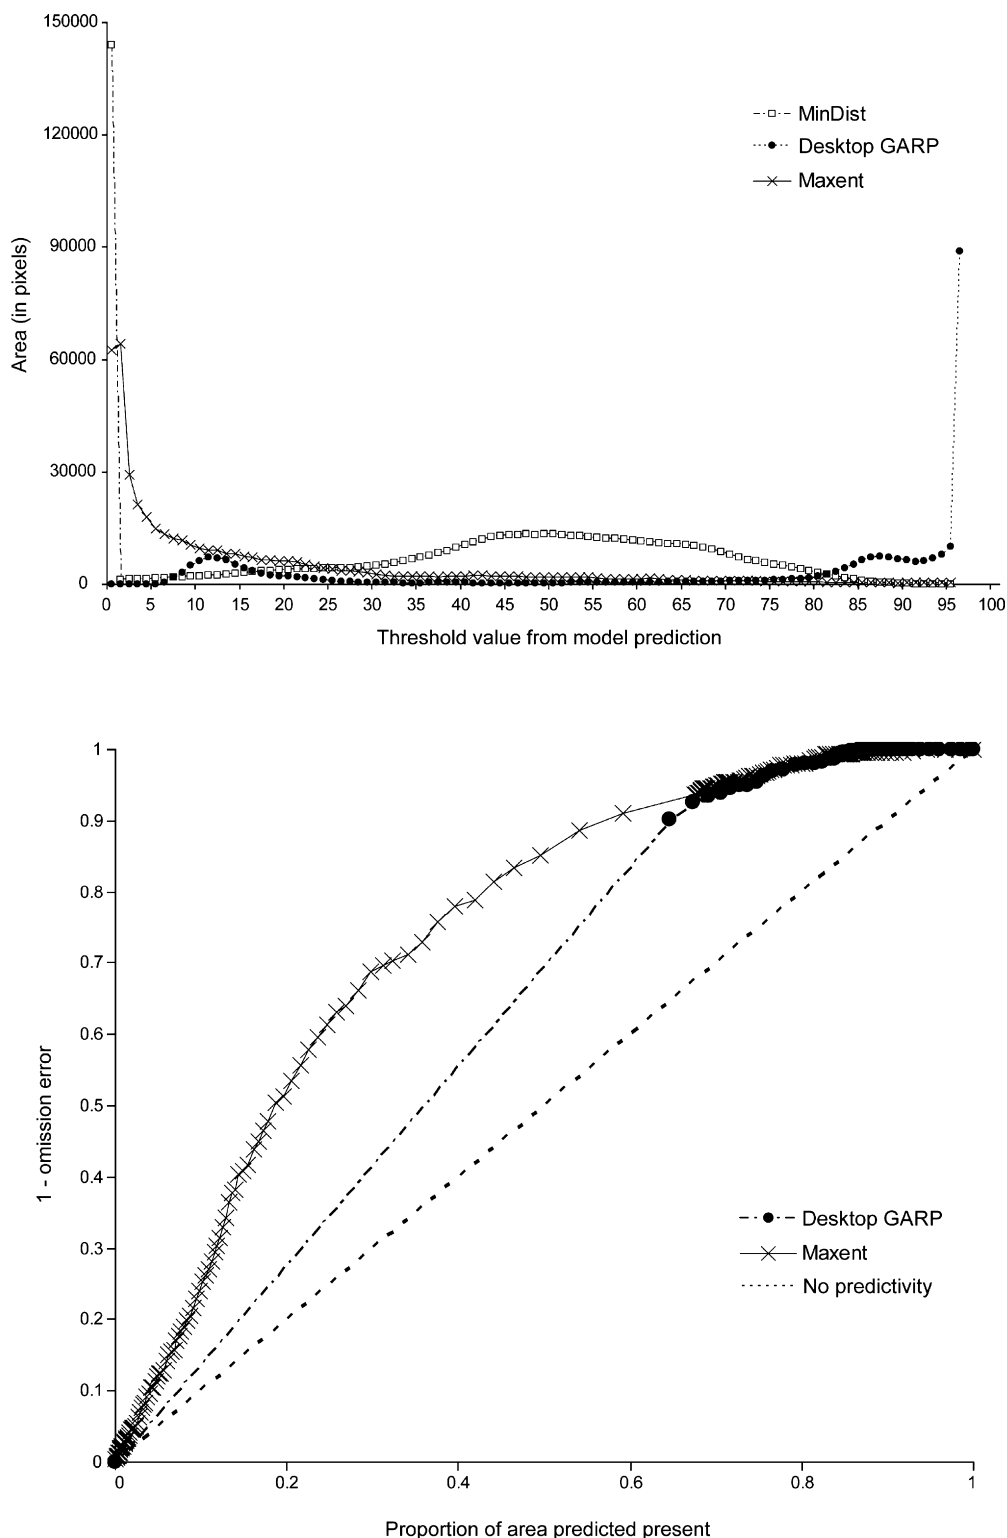 150000
120000
90000
60000
30000
0
Area (in pixels)
MinDist
Desktop GARP
Maxent
0 5 10 15 20 25 30 35 40 45 50 55 60 65 70 75 80 85 90 95 100
Threshold value from model prediction
1
0.9
0.8
0.7
0.6
0.5
0.4
0.3
0.2
0.1
0
1 - omission error
Desktop GARP
Maxent
No predictivity
0 0.2 0.4 0.6 0.8 1
Proportion of area predicted present